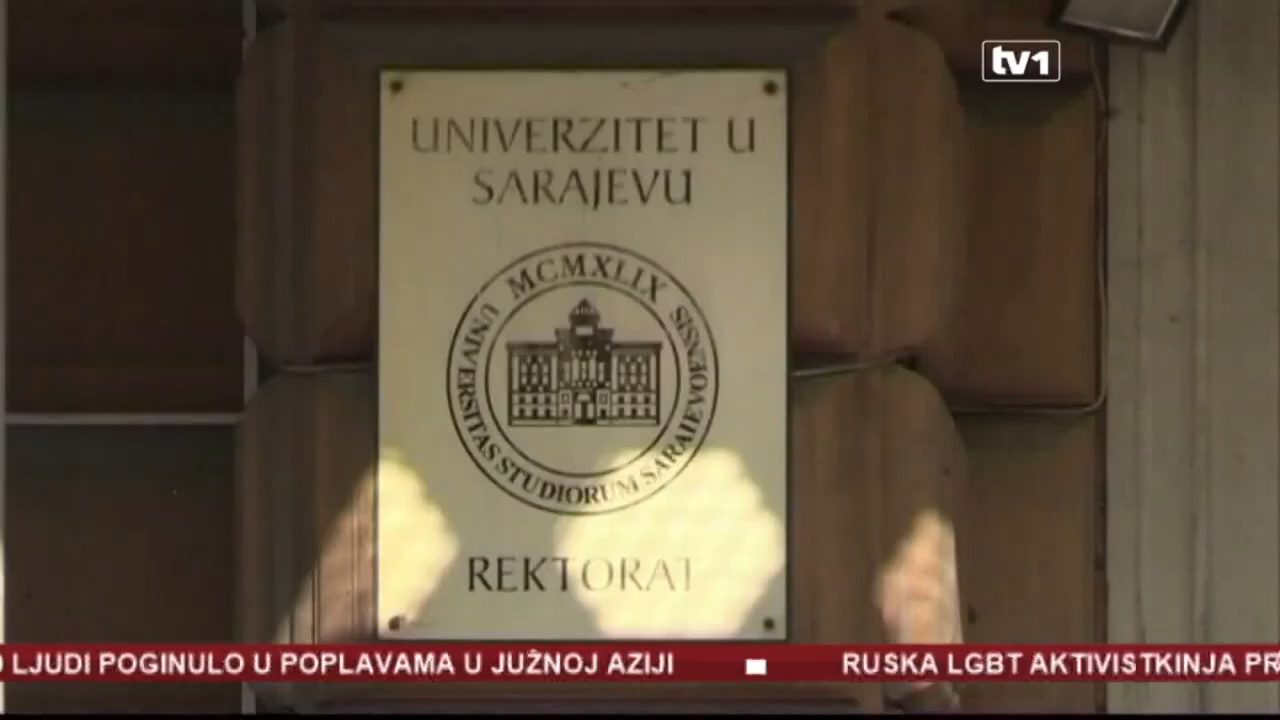 tv1
UNIVERZITET U
SARAJEVU
MCMXLIX
UNIVERSITAS STUDIORUM SARAIEVOENSIS
REKTORAT
LJUDI POGINULO U POPLAVAMA U JUŽNOJ AZIJI
RUSKA LGBT AKTIVISTKINJA